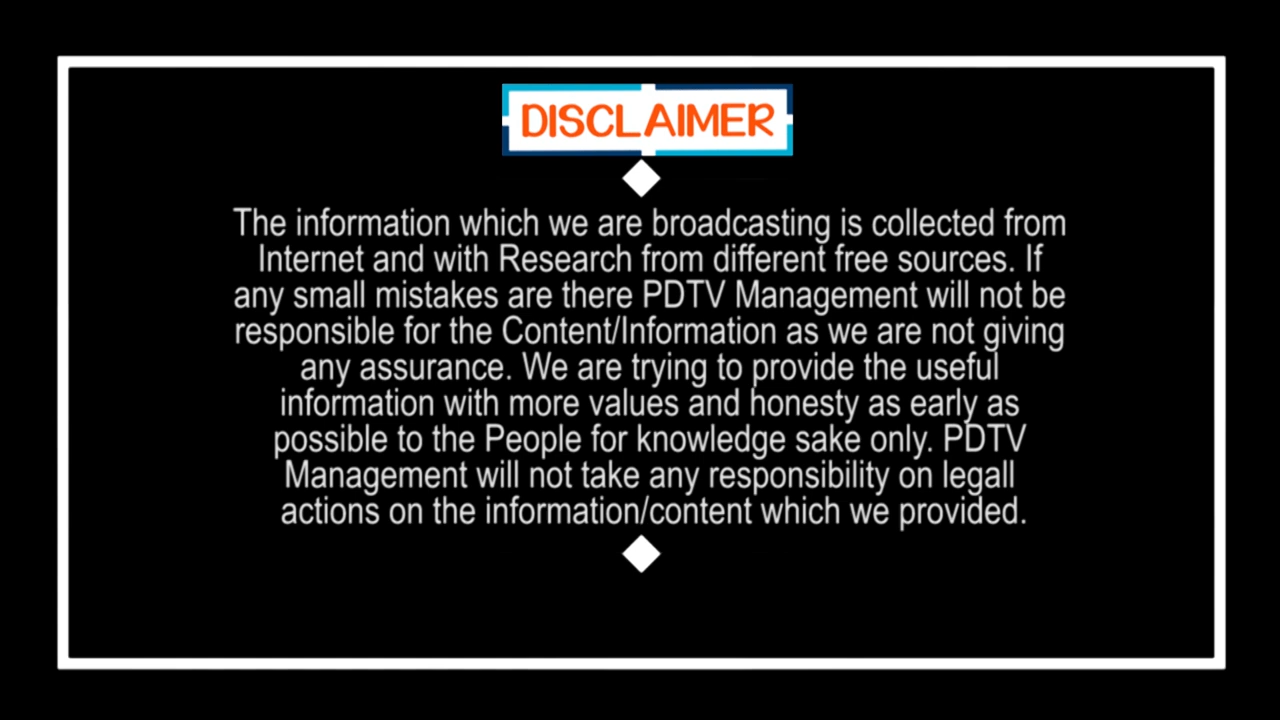 DISCLAIMER
The information which we are broadcasting is collected from
Internet and with Research from different free sources. If
any small mistakes are there PDTV Management will not be
responsible for the Content/Information as we are not giving
any assurance. We are trying to provide the useful
information with more values and honesty as early as
possible to the People for knowledge sake only. PDTV
Management will not take any responsibility on legall
actions on the information/content which we provided.